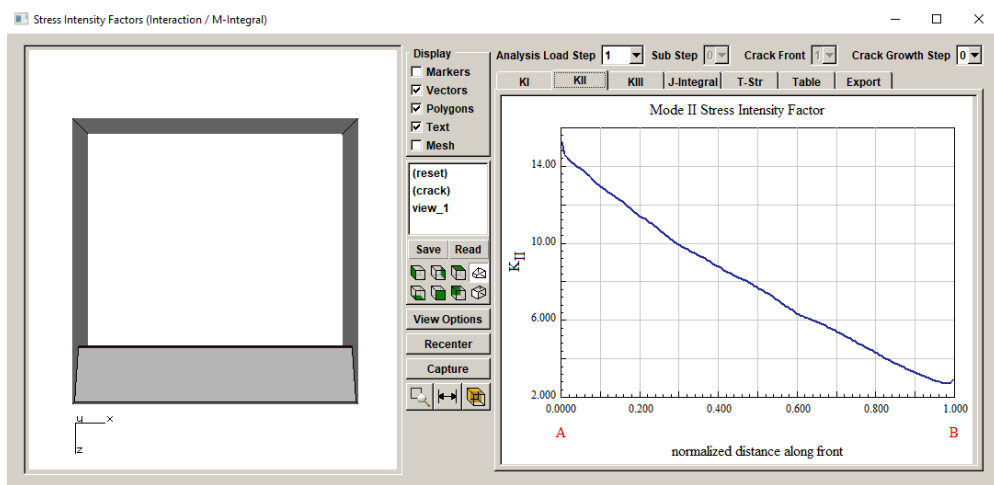 Stress Intensity Factors (Interaction / M-Integral)
Display
Markers
Vectors
Polygons
Text
Mesh
(reset)
(crack)
view_1
Save Read
View Options
Recenter
Capture
y x
z
Analysis Load Step 1 Sub Step 0 Crack Front 1 Crack Growth Step 0
KI KII KIII J-Integral T-Str Table Export
Mode II Stress Intensity Factor
14.00
10.00
6.000
2.000
KII
0.0000 0.200 0.400 0.600 0.800 1.000
A B
normalized distance along front